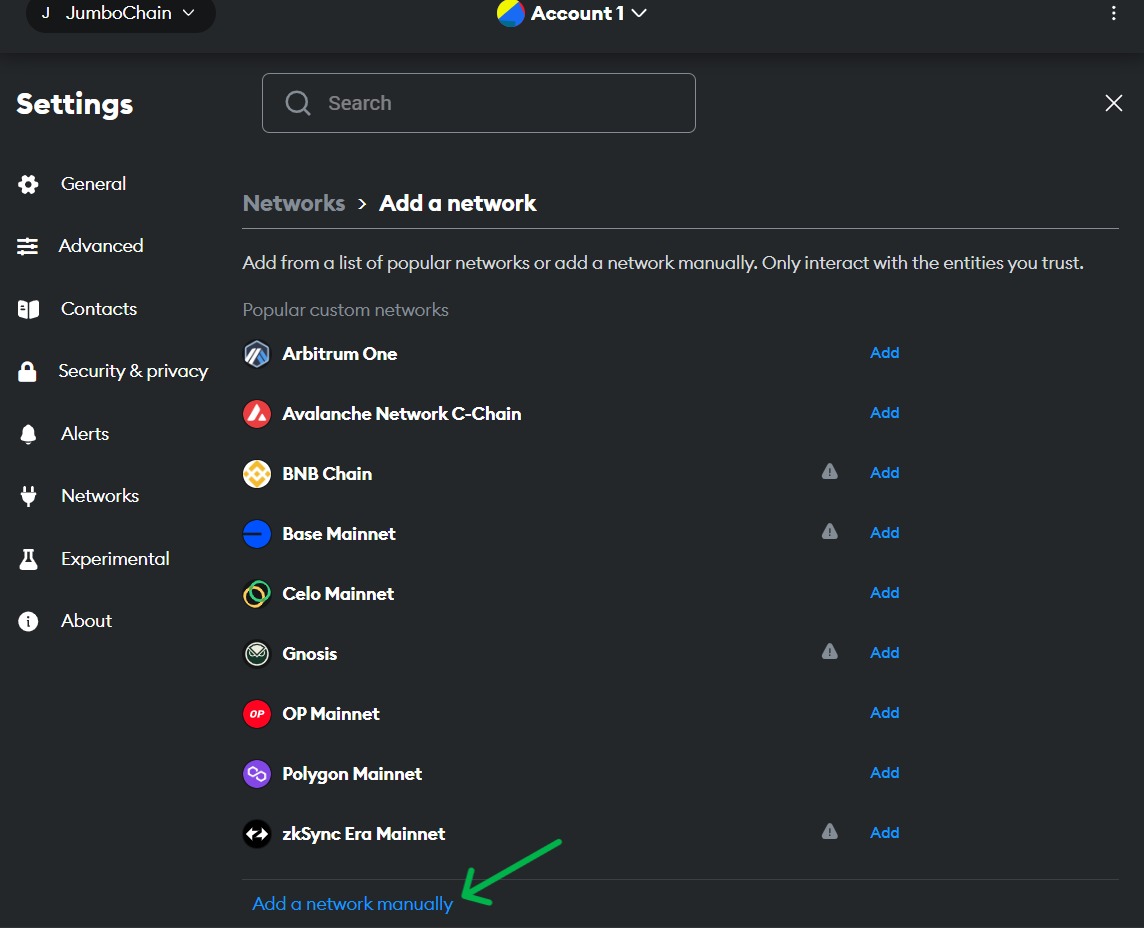 J JumboChain
Account 1
Settings
Search
General
Advanced
Contacts
Security & privacy
Alerts
Networks
Experimental
About
Networks > Add a network
Add from a list of popular networks or add a network manually. Only interact with the entities you trust.
Popular custom networks
Arbitrum One Add
Avalanche Network C-Chain Add
BNB Chain Add
Base Mainnet Add
Celo Mainnet Add
Gnosis Add
OP OP Mainnet Add
Polygon Mainnet Add
zkSync Era Mainnet Add
Add a network manually